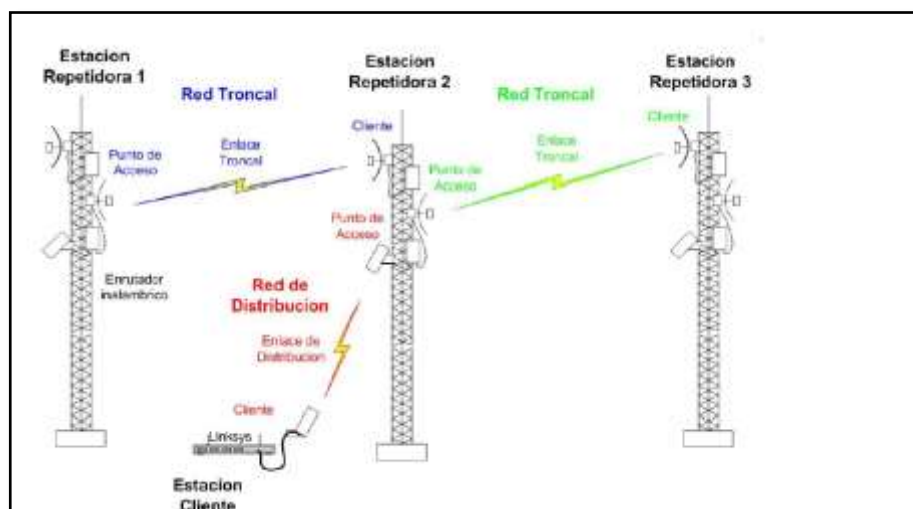 Estacion
Repetidora 1
Estacion
Repetidora 2
Estacion
Repetidora 3
Red Troncal
Red Troncal
Cliente
Cliente
Punto de
Acceso
Enlace
Troncal
Enlace
Troncal
Punto de
Acceso
Punto de
Acceso
Enrutador
inalambrico
Red de
Distribucion
Enlace de
Distribucion
Cliente
Linksys
Estacion
Cliente